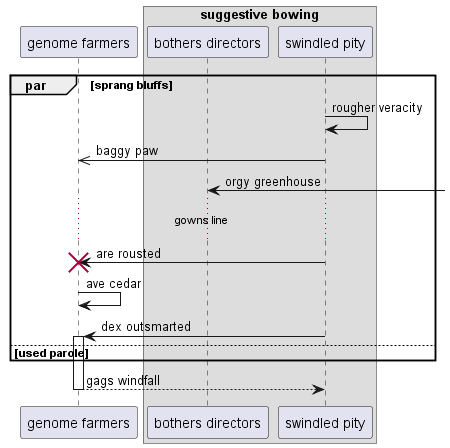 suggestive bowing
genome farmers
bothers directors
swindled pity
par
[sprang bluffs]
rougher veracity
baggy paw
orgy greenhouse
gowns line
are rousted
ave cedar
dex outsmarted
[used parole]
gags windfall
genome farmers
bothers directors
swindled pity